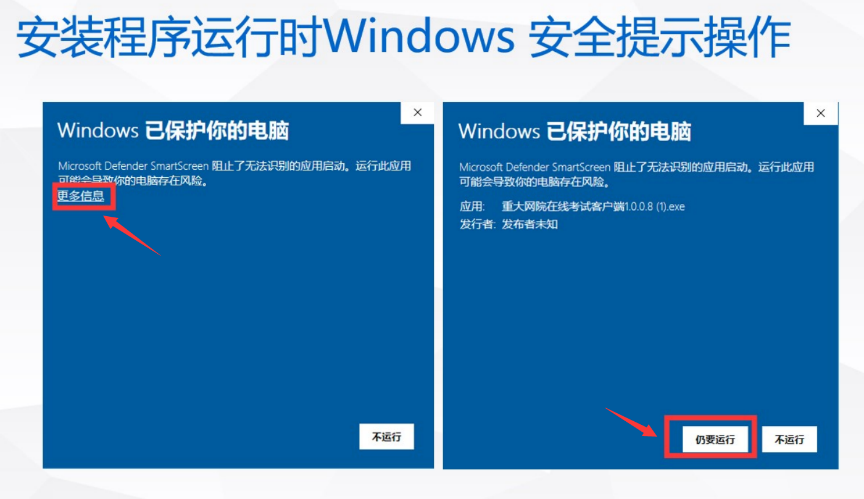 安装程序运行时Windows 安全提示操作
Windows 已保护你的电脑
Microsoft Defender SmartScreen 阻止了无法识别的应用启动。运行此应用
可能会导致你的电脑存在风险。
更多信息
不运行
Windows 已保护你的电脑
Microsoft Defender SmartScreen 阻止了无法识别的应用启动。运行此应用
可能会导致你的电脑存在风险。
应用: 重大网院在线考试客户端1.0.0.8 (1).exe
发行者: 发布者未知
仍要运行 不运行